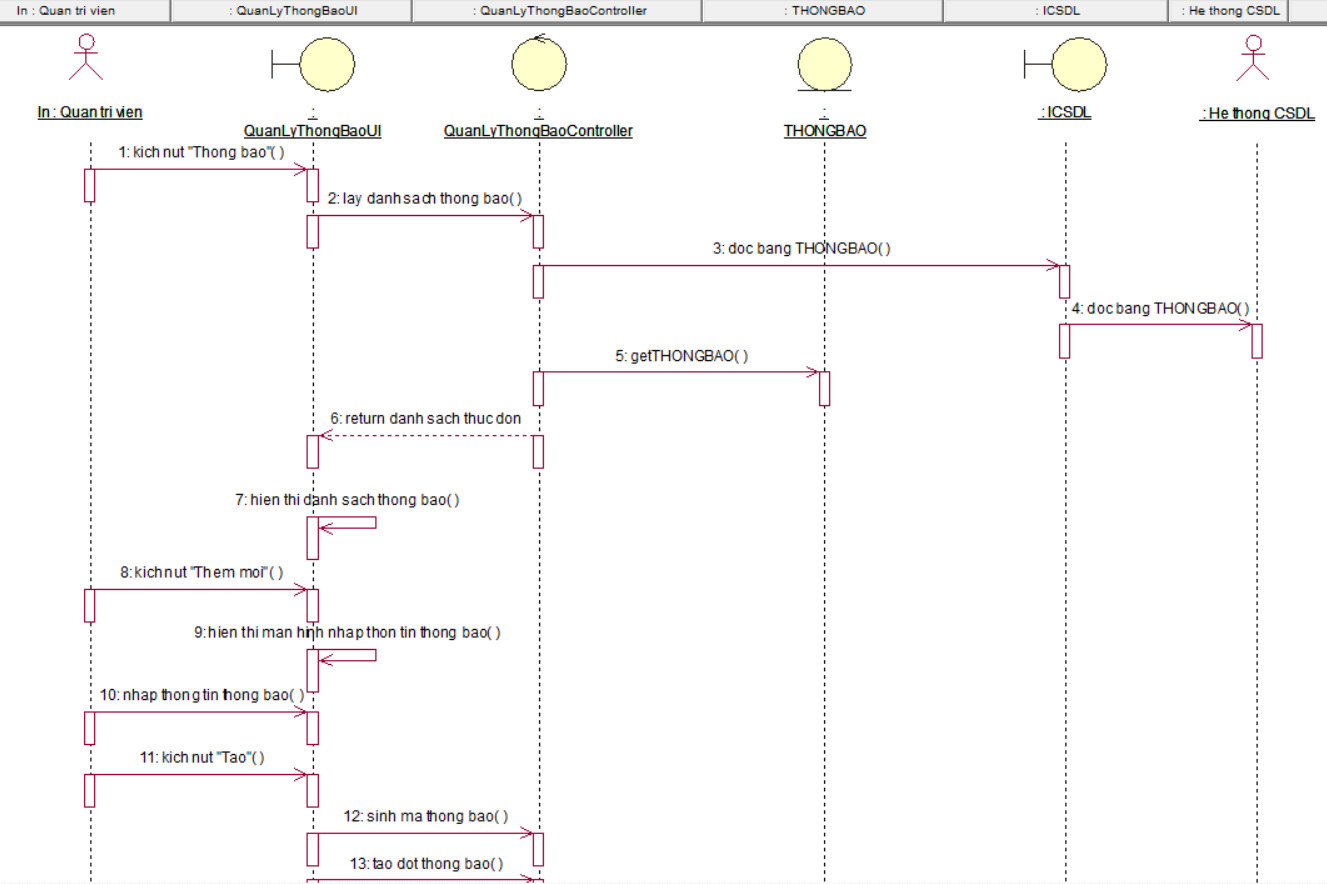 In : Quan tri vien
: QuanLyThongBaoUI
: QuanLyThongBaoController
: THONGBAO
: ICSDL
: He thong CSDL
In : Quan tri vien
:
QuanLyThongBaoUI
:
QuanLyThongBaoController
:
THONGBAO
: ICSDL
: He thong CSDL
1: kich nut "Thong bao"( )
2: lay danh sach thong bao( )
3: doc bang THONGBAO( )
4: doc bang THONGBAO( )
5: getTHONGBAO( )
6: return danh sach thuc don
7: hien thi danh sach thong bao( )
8: kich nut "Them moi"( )
9: hien thi man hinh nhap thon tin thong bao( )
10: nhap thong tin thong bao( )
11: kich nut "Tao"( )
12: sinh ma thong bao( )
13: tao dot thong bao( )